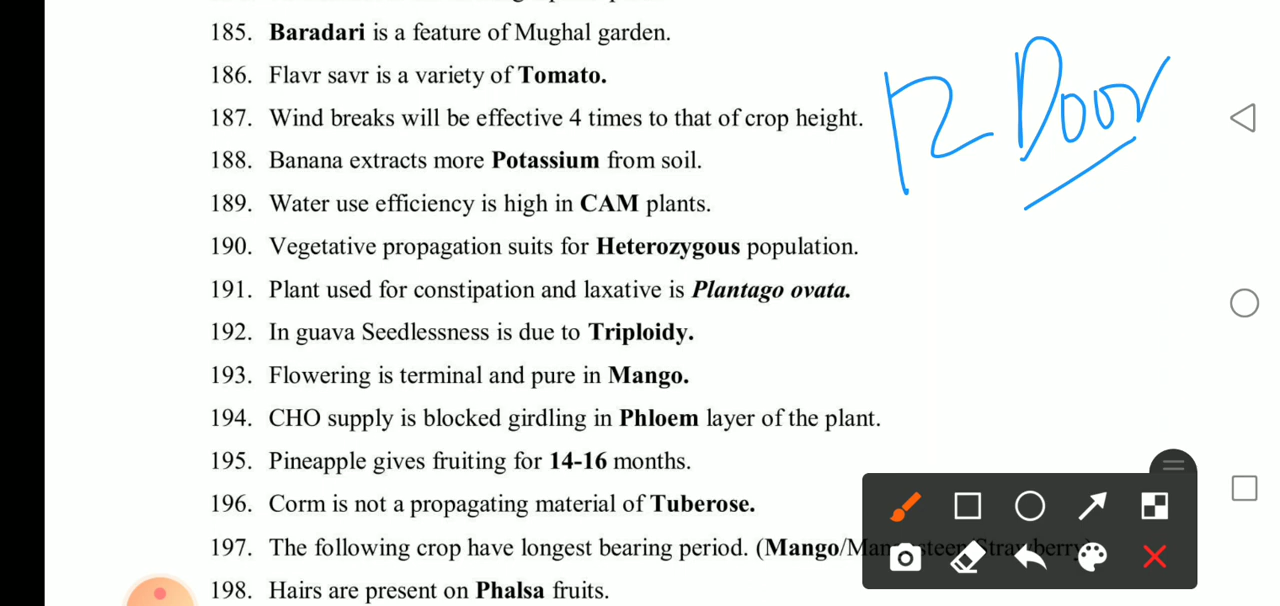 185. Baradari is a feature of Mughal garden.
186. Flavr savr is a variety of Tomato.
187. Wind breaks will be effective 4 times to that of crop height.
188. Banana extracts more Potassium from soil.
189. Water use efficiency is high in CAM plants.
190. Vegetative propagation suits for Heterozygous population.
191. Plant used for constipation and laxative is Plantago ovata.
192. In guava Seedlessness is due to Triploidy.
193. Flowering is terminal and pure in Mango.
194. CHO supply is blocked girdling in Phloem layer of the plant.
195. Pineapple gives fruiting for 14-16 months.
196. Corm is not a propagating material of Tuberose.
197. The following crop have longest bearing period. (Mango/
198. Hairs are present on Phalsa fruits.
12 Door